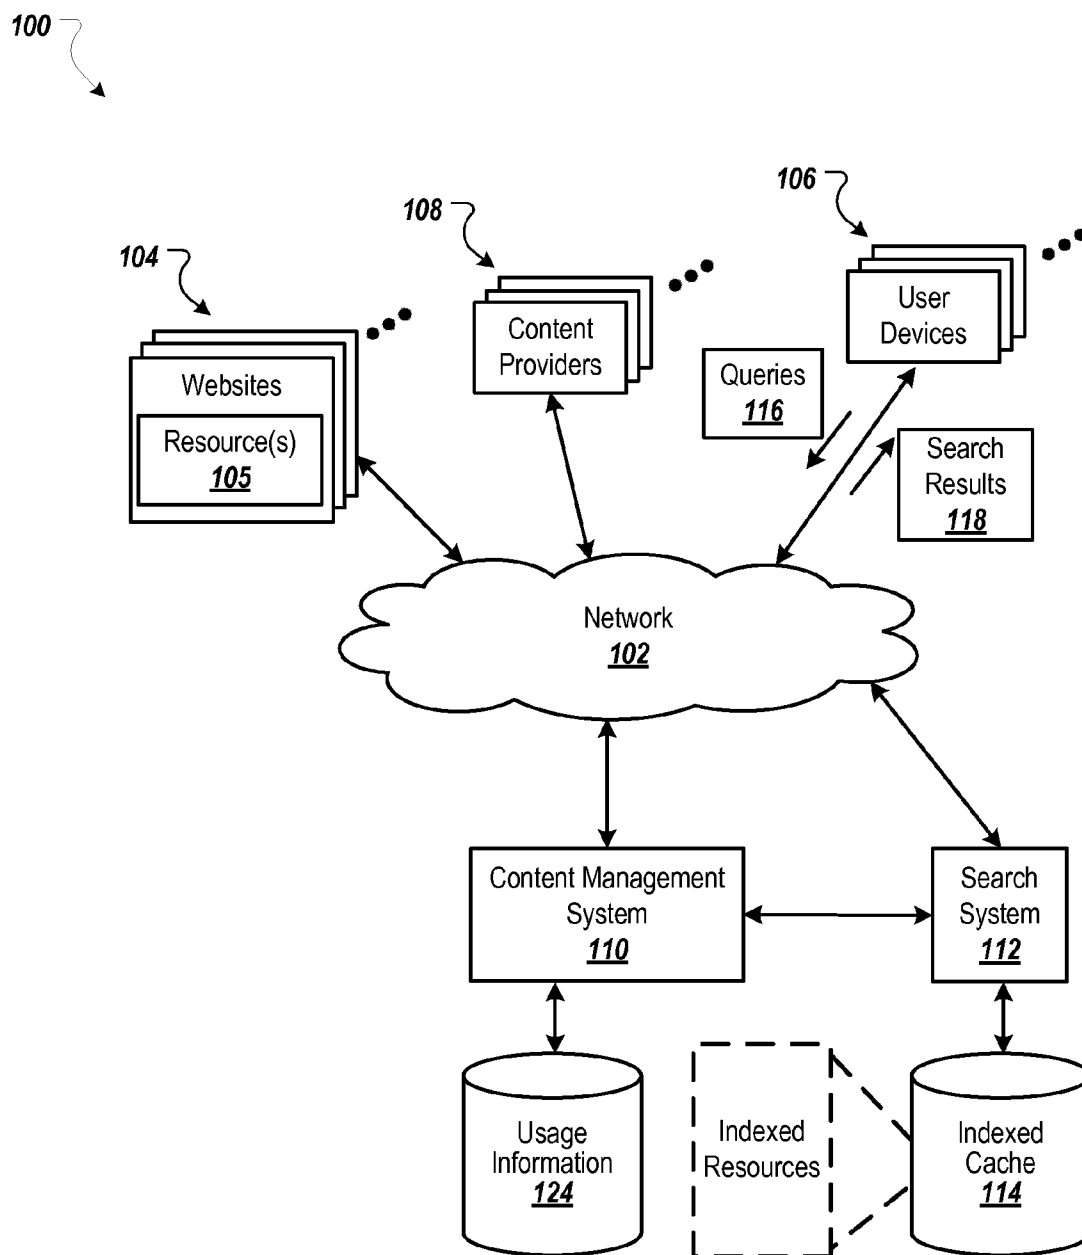 100
106
108
104
User
Devices
Content
Providers
Queries
116
Websites
Resource(s)
105
Search
Results
118
Network
102
Content Management
System
110
Search
System
112
Usage
Information
124
Indexed
Resources
Indexed
Cache
114